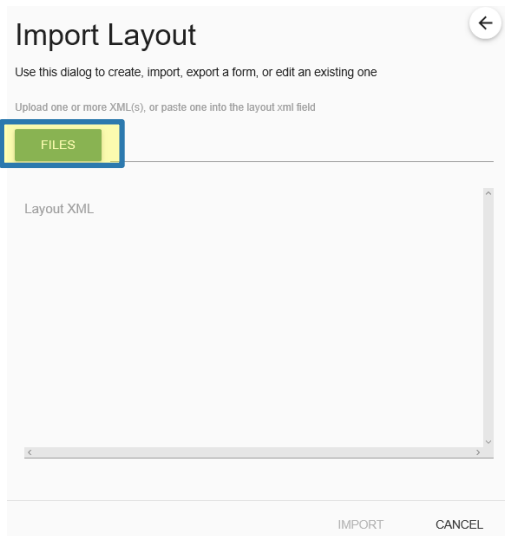 Import Layout
Use this dialog to create, import, export a form, or edit an existing one
Upload one or more XML(s), or paste one into the layout xml field
FILES
Layout XML
IMPORT CANCEL